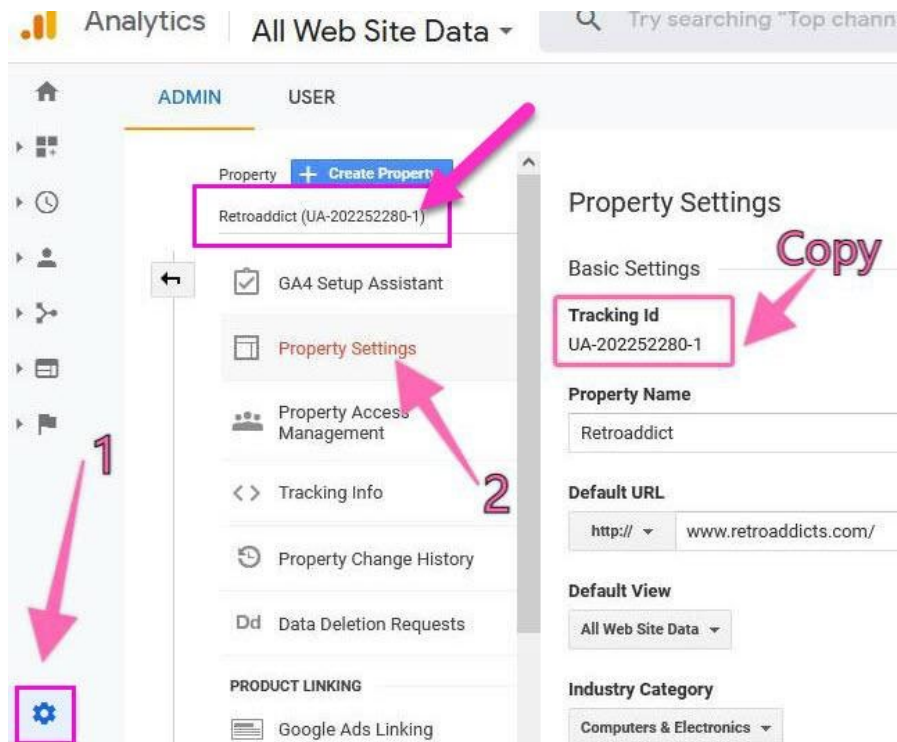 Analytics
All Web Site Data
Try searching "Top chann
ADMIN USER
Property + Create Property
Retroaddict (UA-202252280-1)
GA4 Setup Assistant
Property Settings
Property Access
Management
Tracking Info
Property Change History
Dd Data Deletion Requests
PRODUCT LINKING
Google Ads Linking
1
2
Property Settings
Copy
Basic Settings
Tracking Id
UA-202252280-1
Property Name
Retroaddict
Default URL
http:// www.retroaddicts.com/
Default View
All Web Site Data
Industry Category
Computers & Electronics